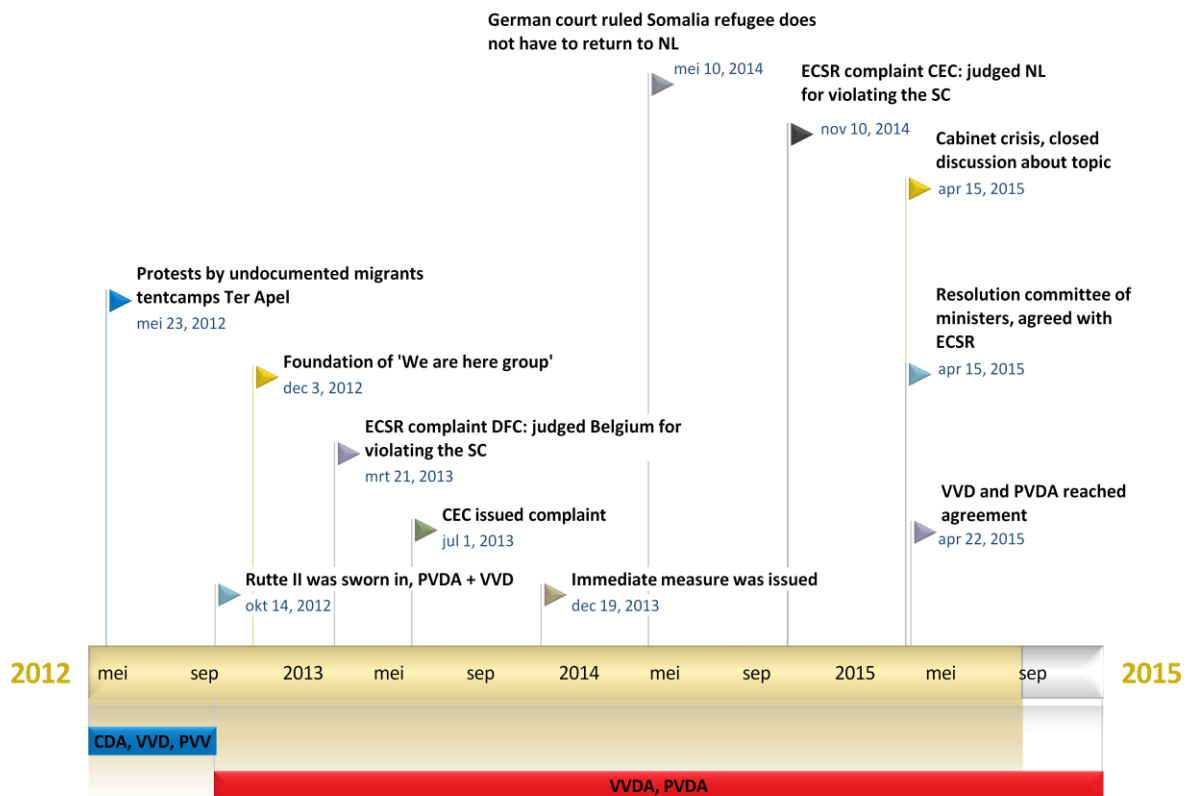 German court ruled Somalia refugee does
not have to return to NL
mei 10, 2014
ECSR complaint CEC: judged NL
for violating the SC
nov 10, 2014
Cabinet crisis, closed
discussion about topic
apr 15, 2015
Protests by undocumented migrants
tentcamps Ter Apel
mei 23, 2012
Resolution committee of
ministers, agreed with
ECSR
apr 15, 2015
Foundation of 'We are here group'
dec 3, 2012
ECSR complaint DFC: judged Belgium for
violating the SC
mrt 21, 2013
VVD and PVDA reached
agreement
apr 22, 2015
CEC issued complaint
jul 1, 2013
Rutte II was sworn in, PVDA + VVD
okt 14, 2012
Immediate measure was issued
dec 19, 2013
2012 mei sep 2013 mei sep 2014 mei sep 2015 mei sep 2015
CDA, VVD, PVV
VVDA, PVDA